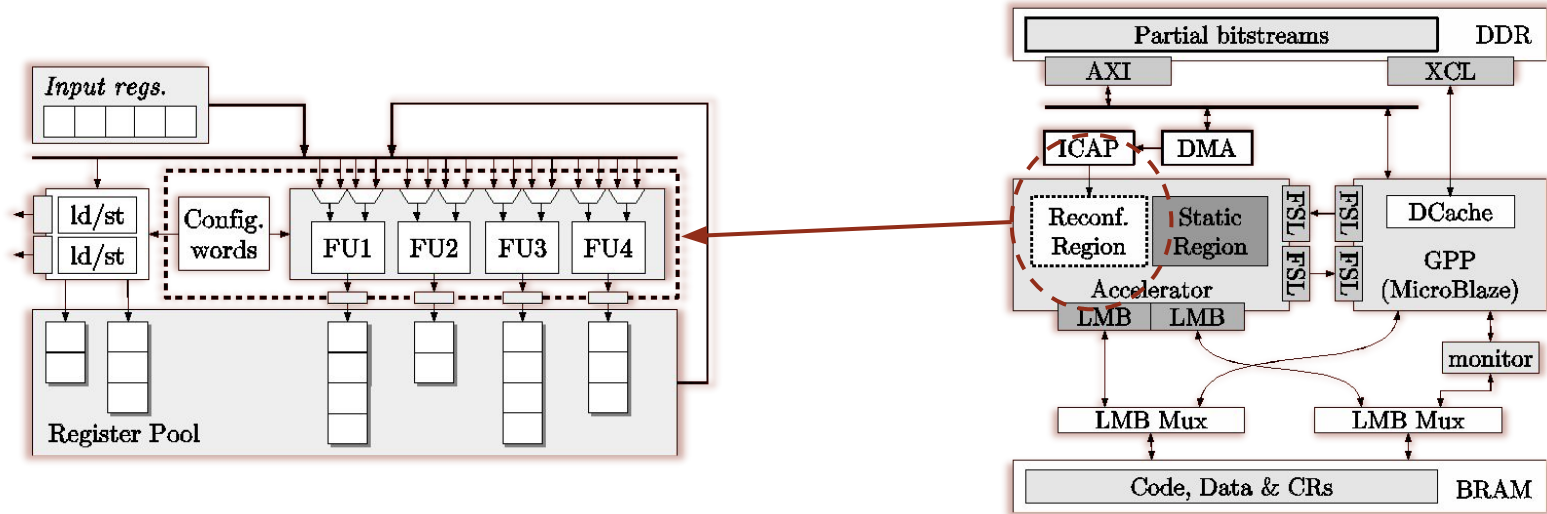 Input regs.
ld/st
ld/st
Config.
words
FU1
FU2
FU3
FU4
Register Pool
Partial bitstreams
DDR
AXI
XCL
ICAP
DMA
Reconf.
Region
Static
Region
Accelerator
FSL
FSL
FSL
FSL
DCache
GPP
(MicroBlaze)
LMB
LMB
monitor
LMB Mux
LMB Mux
Code, Data & CRs
BRAM